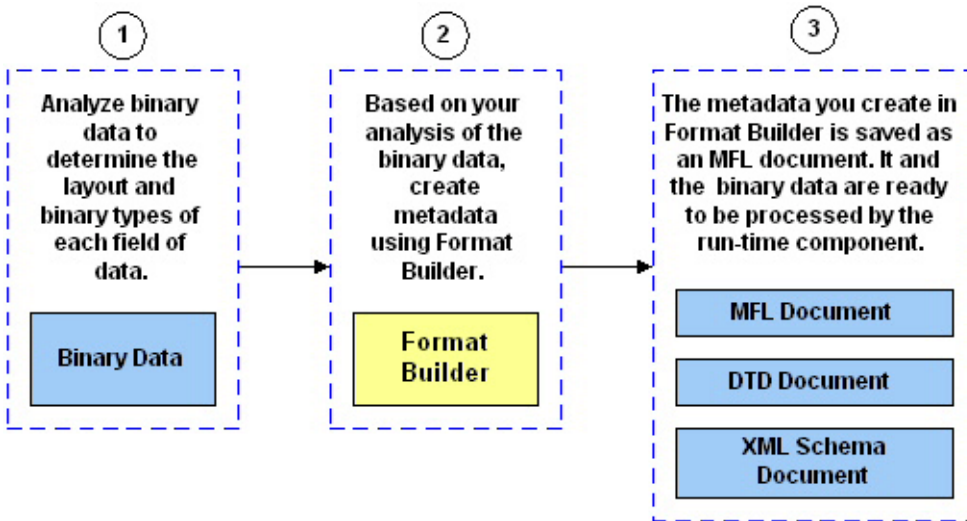 1
Analyze binary
data to
determine the
layout and
binary types of
each field of
data.
Binary Data
2
Based on your
analysis of the
binary data,
create
metadata
using Format
Builder.
Format
Builder
3
The metadata you create in
Format Builder is saved as
an MFL document. It and
the binary data are ready
to be processed by the
run-time component.
MFL Document
DTD Document
XML Schema
Document